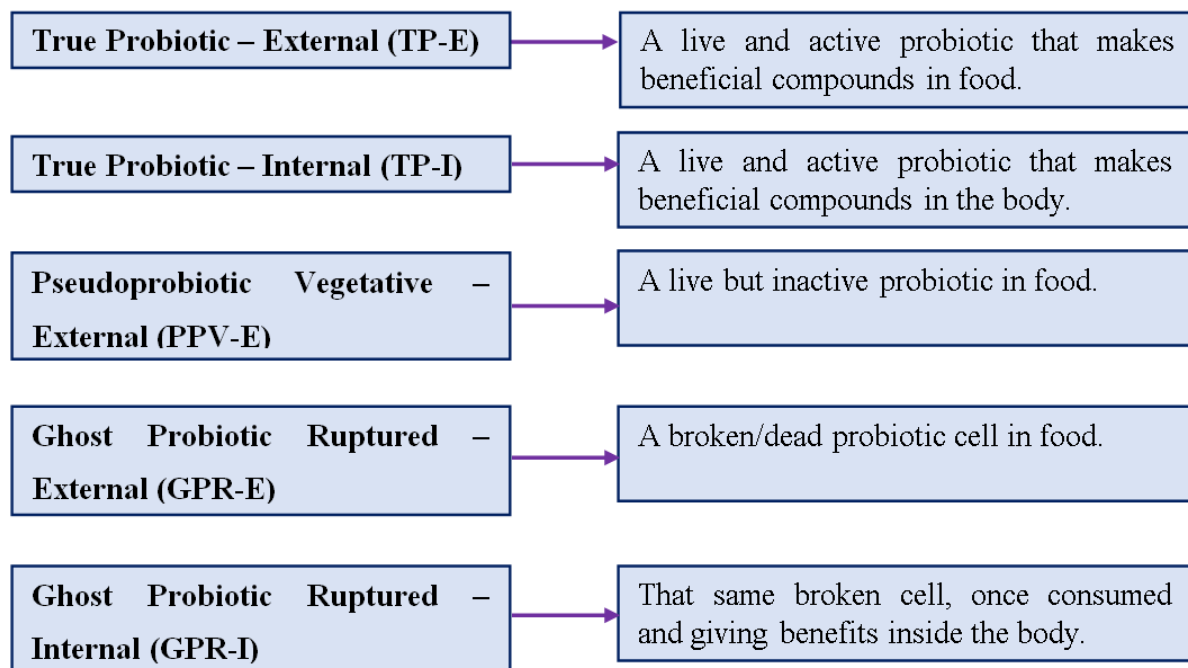 True Probiotic – External (TP-E)
A live and active probiotic that makes
beneficial compounds in food.
True Probiotic – Internal (TP-I)
A live and active probiotic that makes
beneficial compounds in the body.
Pseudoprobiotic Vegetative –
External (PPV-E)
A live but inactive probiotic in food.
Ghost Probiotic Ruptured –
External (GPR-E)
A broken/dead probiotic cell in food.
Ghost Probiotic Ruptured –
Internal (GPR-I)
That same broken cell, once consumed
and giving benefits inside the body.